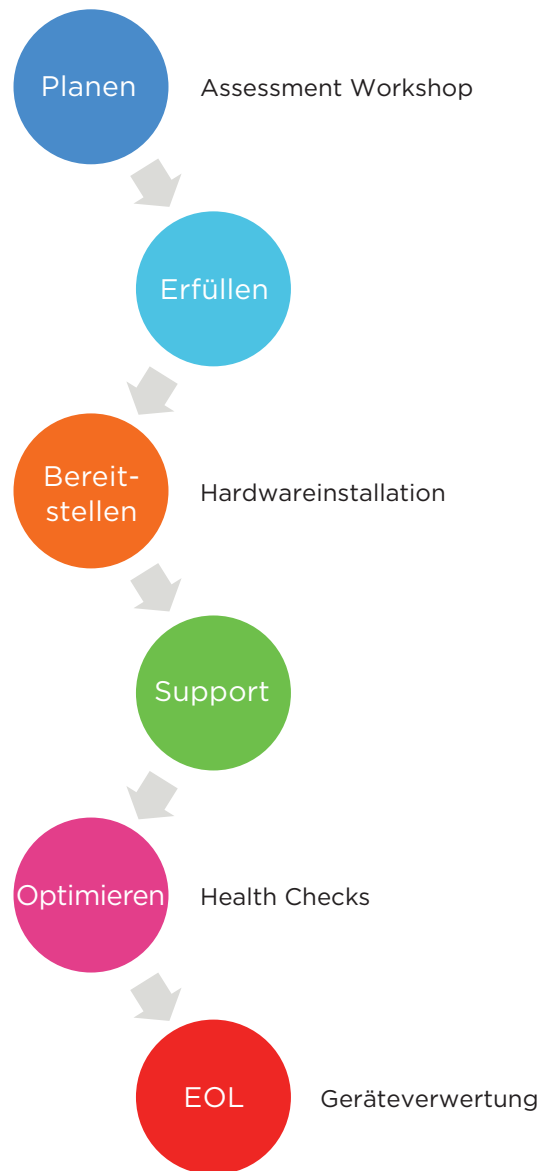 Planen
Assessment Workshop
Erfüllen
Bereit-
stellen
Hardwareinstallation
Support
Optimieren
Health Checks
EOL
Geräteverwertung